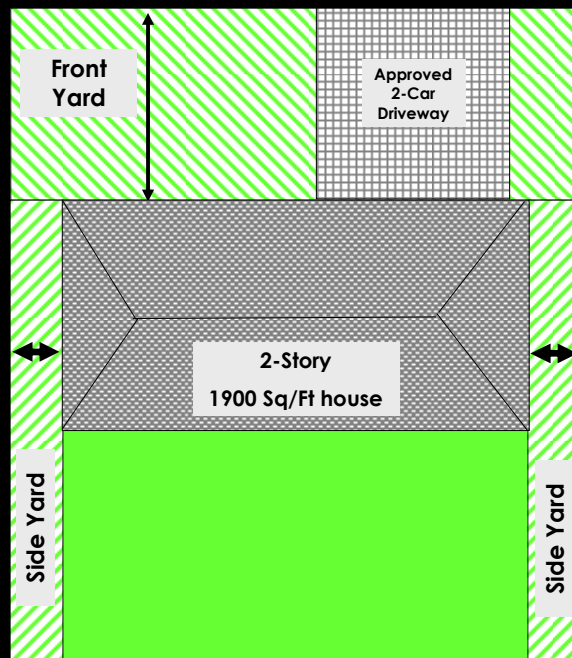 Front
Yard
Approved
2-Car
Driveway
2-Story
1900 Sq/Ft house
Side Yard
Side Yard